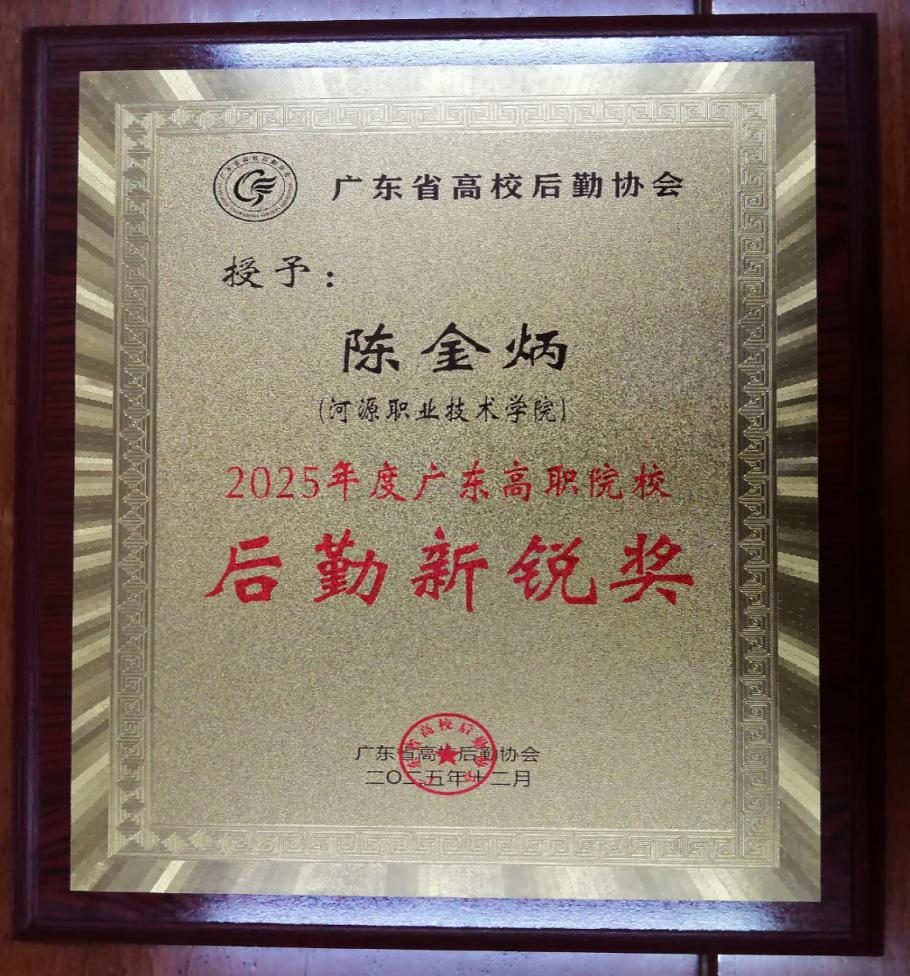 广东省高校后勤协会
授予：
陈金炳
(河源职业技术学院)
2025年度广东高职院校
后勤新锐奖
广东省高校后勤协会
二〇二五年十二月